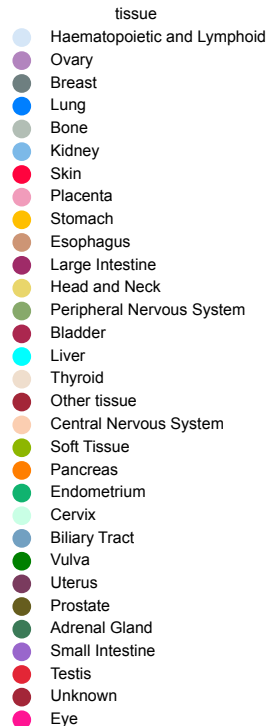 tissue
Haematopoietic and Lymphoid
Ovary
Breast
Lung
Bone
Kidney
Skin
Placenta
Stomach
Esophagus
Large Intestine
Head and Neck
Peripheral Nervous System
Bladder
Liver
Thyroid
Other tissue
Central Nervous System
Soft Tissue
Pancreas
Endometrium
Cervix
Biliary Tract
Vulva
Uterus
Prostate
Adrenal Gland
Small Intestine
Testis
Unknown
Eye